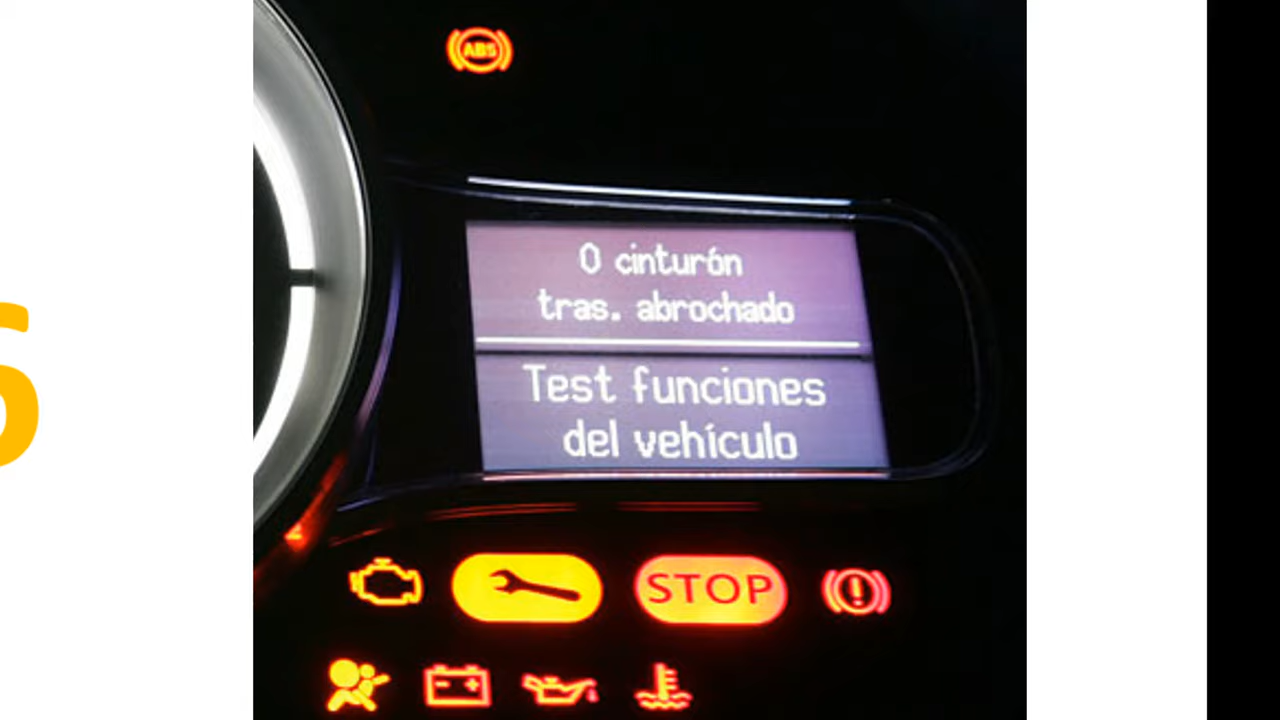 ABS
0 cinturón
tras. abrochado
Test funciones
del vehículo
STOP